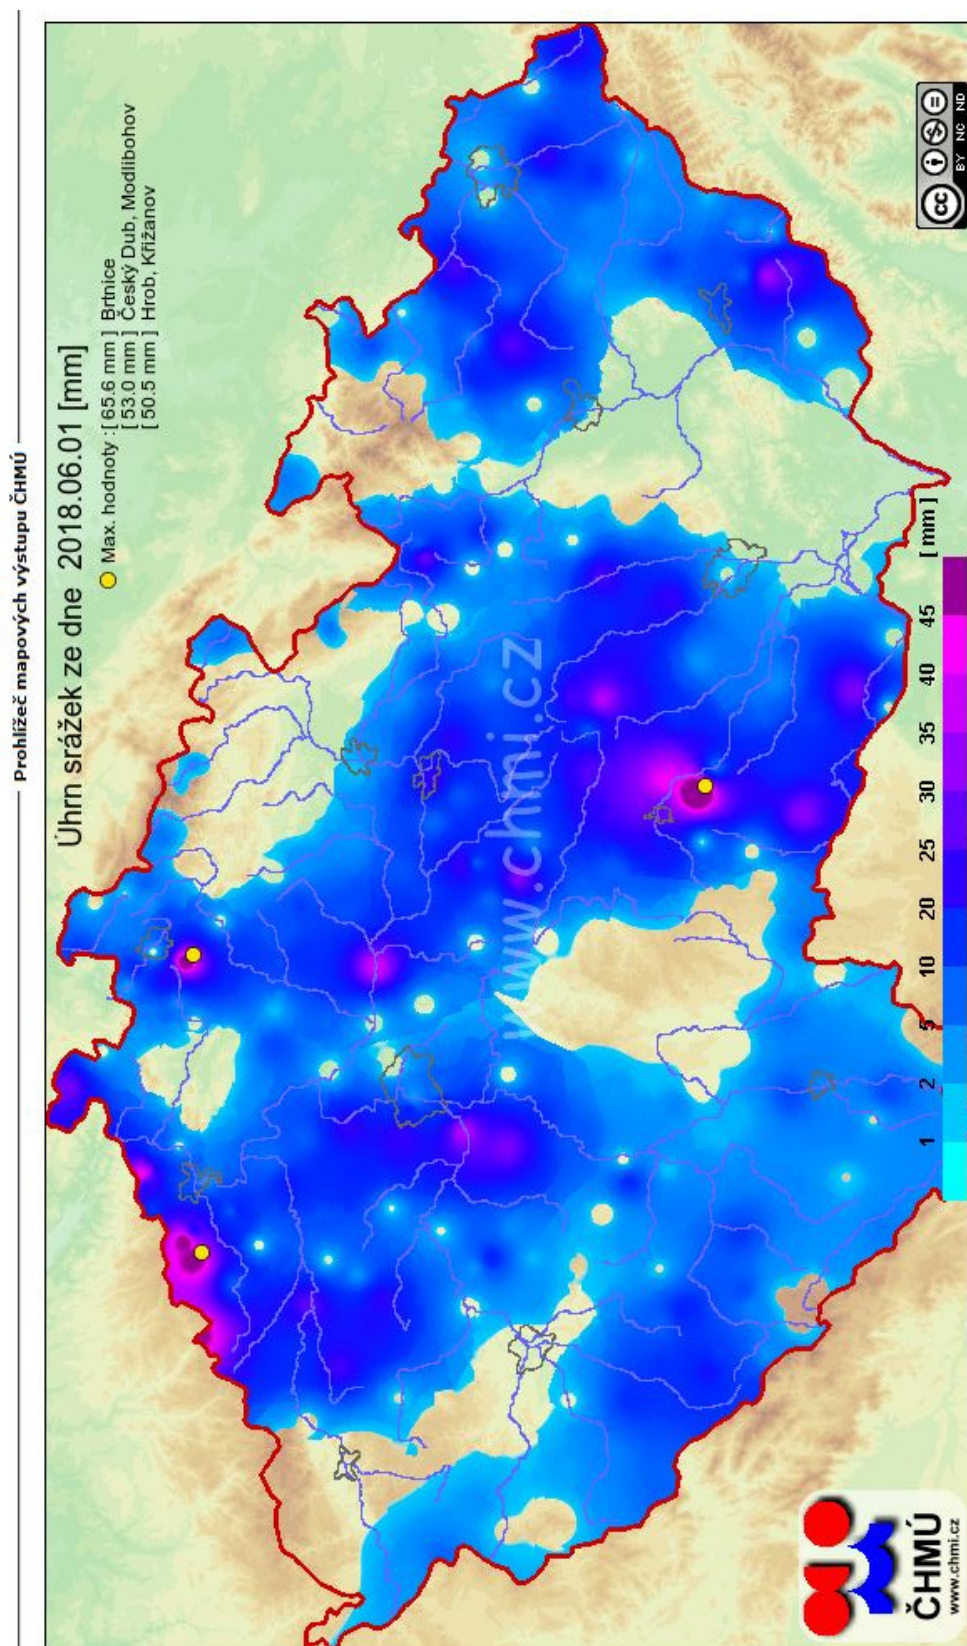 Prohlížeč mapových výstupu ČHMÚ
Úhrn srážek ze dne 2018.06.01 [mm]
Max. hodnoty : [ 65.6 mm ] Brtnice
[ 53.0 mm ] Český Dub, Modlibohov
[ 50.5 mm ] Hrob, Křižanov
www.chmi.cz
ČHMÚ
www.chmi.cz
1 2 5 10 20 25 30 35 40 45 [ mm ]
cc
BY NC ND